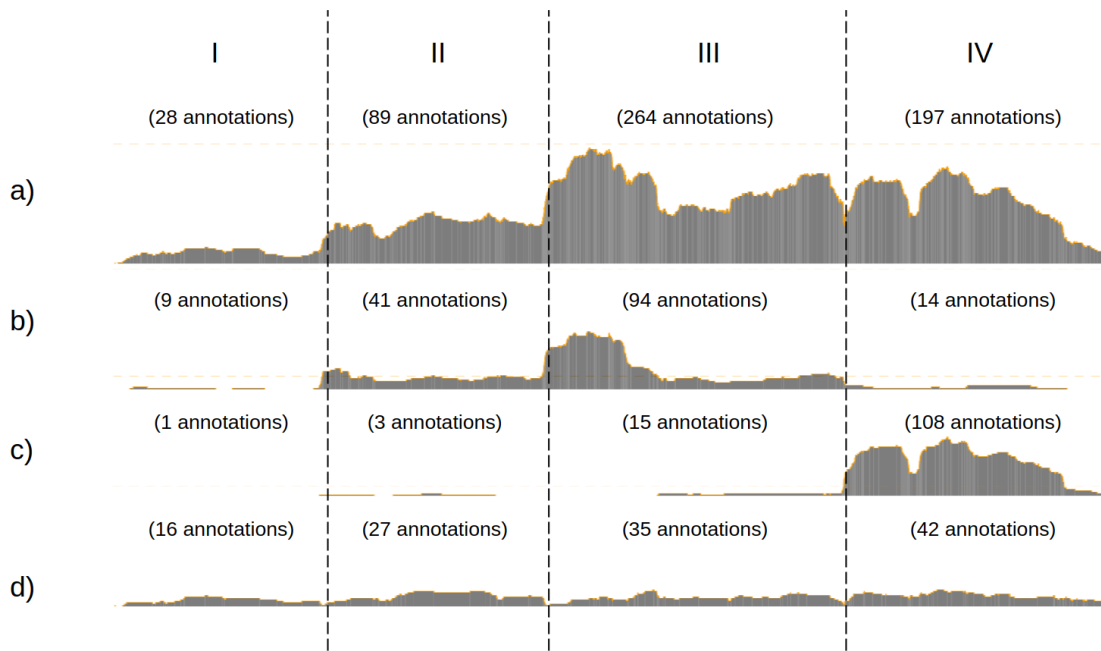 I II III IV
(28 annotations) (89 annotations) (264 annotations) (197 annotations)
a)
(9 annotations) (41 annotations) (94 annotations) (14 annotations)
b)
(1 annotations) (3 annotations) (15 annotations) (108 annotations)
c)
(16 annotations) (27 annotations) (35 annotations) (42 annotations)
d)